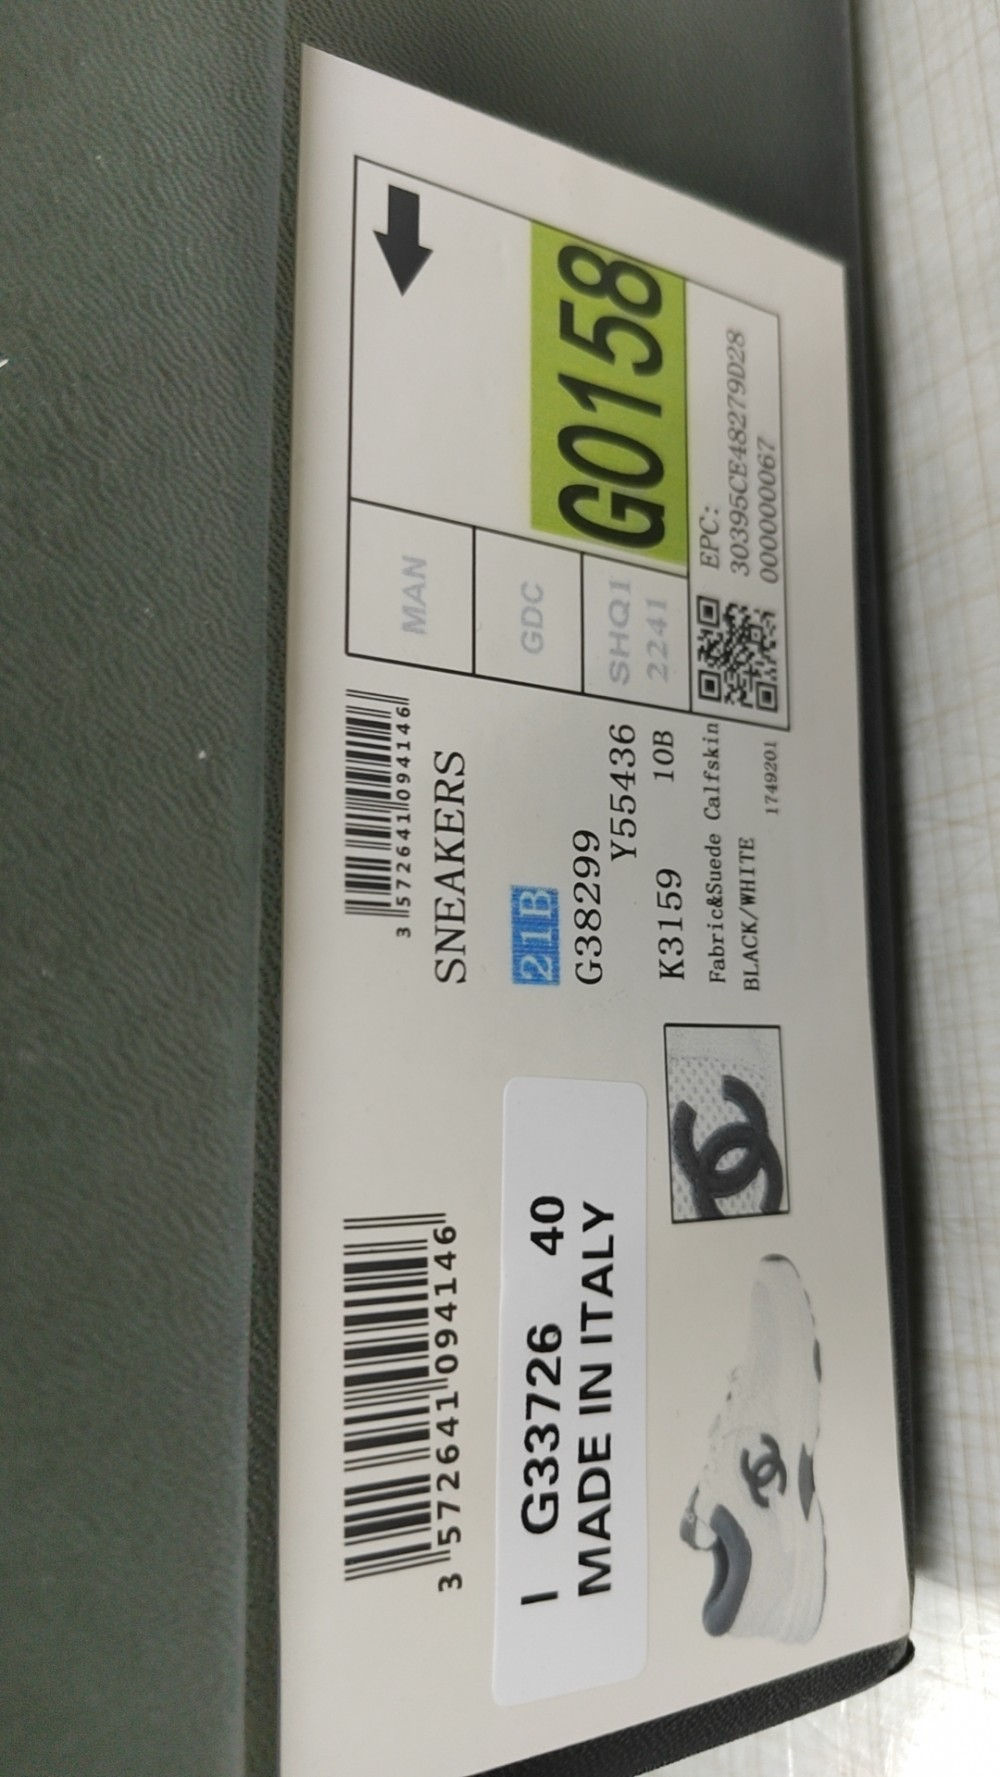 3 572641 094146
I G33726 40
MADE IN ITALY
3 572641 094146
SNEAKERS
21B
G38299
Y55436
K3159 10B
Fabric&Suede Calfskin
BLACK/WHITE
1749201
MAN
GDC
SHQ1
2241
G0158
EPC:
30395CE48279D28
000000067